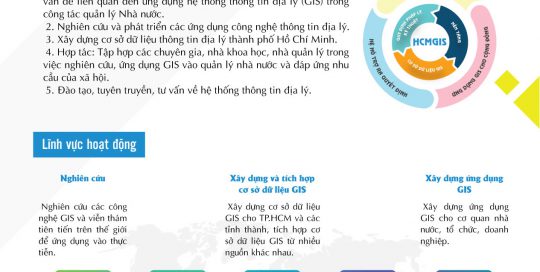 vấn đề liên quan đến ứng dụng hệ thống thông tin địa lý (GIS) trong
công tác quản lý Nhà nước.
2. Nghiên cứu và phát triển các ứng dụng công nghệ thông tin địa lý.
3. Xây dựng cơ sở dữ liệu thông tin địa lý thành phố Hồ Chí Minh.
4. Hợp tác: Tập hợp các chuyên gia, nhà khoa học, nhà quản lý trong
việc nghiên cứu, ứng dụng GIS vào quản lý nhà nước và đáp ứng nhu
cầu của xã hội.
5. Đào tạo, tuyên truyền, tư vấn về hệ thống thông tin địa lý.
HCMGIS
NỀN TẢNG
HỆ HỖ TRỢ RA QUYẾT ĐỊNH
ỨNG DỤNG GIS CHO CỘNG ĐỒNG
Lĩnh vực hoạt động
Nghiên cứu
Nghiên cứu các công
nghệ GIS và viễn thám
tiên tiến trên thế giới
để ứng dụng vào thực
tiễn.
Xây dựng và tích hợp
cơ sở dữ liệu GIS
Xây dựng cơ sở dữ liệu
GIS cho TP.HCM và các
tỉnh thành, tích hợp cơ
sở dữ liệu GIS từ nhiều
nguồn khác nhau.
Xây dựng ứng dụng
GIS
Xây dựng ứng dụng
GIS cho cơ quan nhà
nước, tổ chức, doanh
nghiệp.